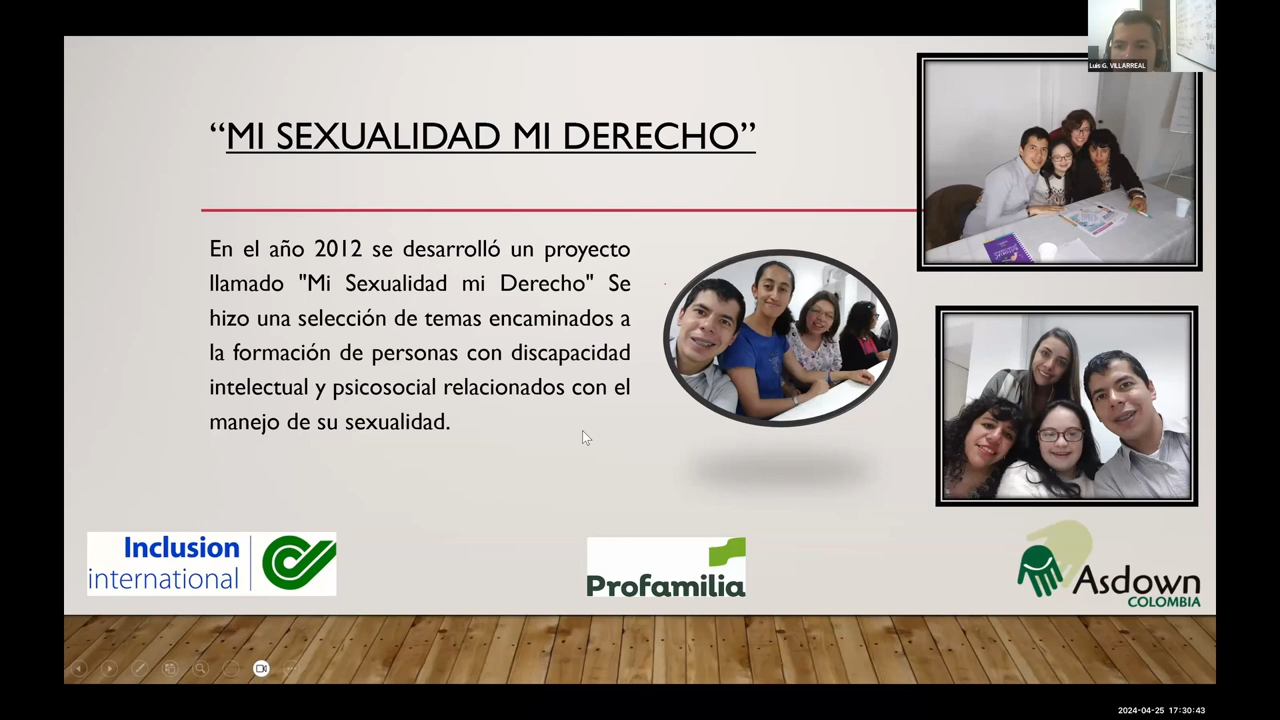 Luis G. VILLARREAL
“MI SEXUALIDAD MI DERECHO”
En el año 2012 se desarrolló un proyecto
llamado "Mi Sexualidad mi Derecho" Se
hizo una selección de temas encaminados a
la formación de personas con discapacidad
intelectual y psicosocial relacionados con el
manejo de su sexualidad.
Inclusion
international
Profamilia
Asdown
COLOMBIA
2024-04-25 17:30:43